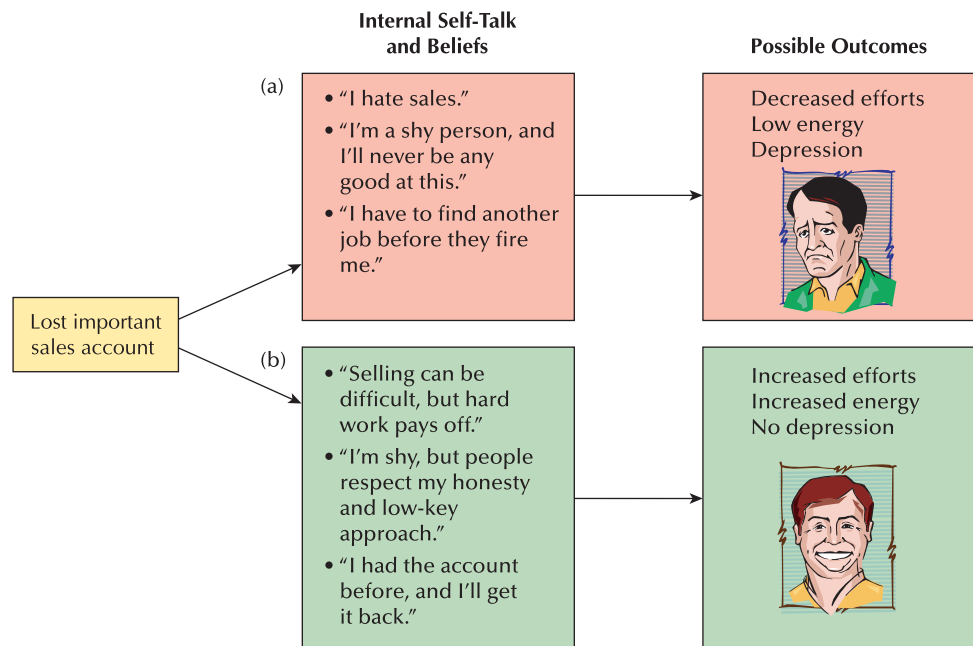 Internal Self-Talk
and Beliefs
Possible Outcomes
(a)
• “I hate sales.”
• “I’m a shy person, and
I’ll never be any
good at this.”
• “I have to find another
job before they fire
me.”
Decreased efforts
Low energy
Depression
Lost important
sales account
(b)
• “Selling can be
difficult, but hard
work pays off.”
• “I’m shy, but people
respect my honesty
and low-key
approach.”
• “I had the account
before, and I’ll get
it back.”
Increased efforts
Increased energy
No depression